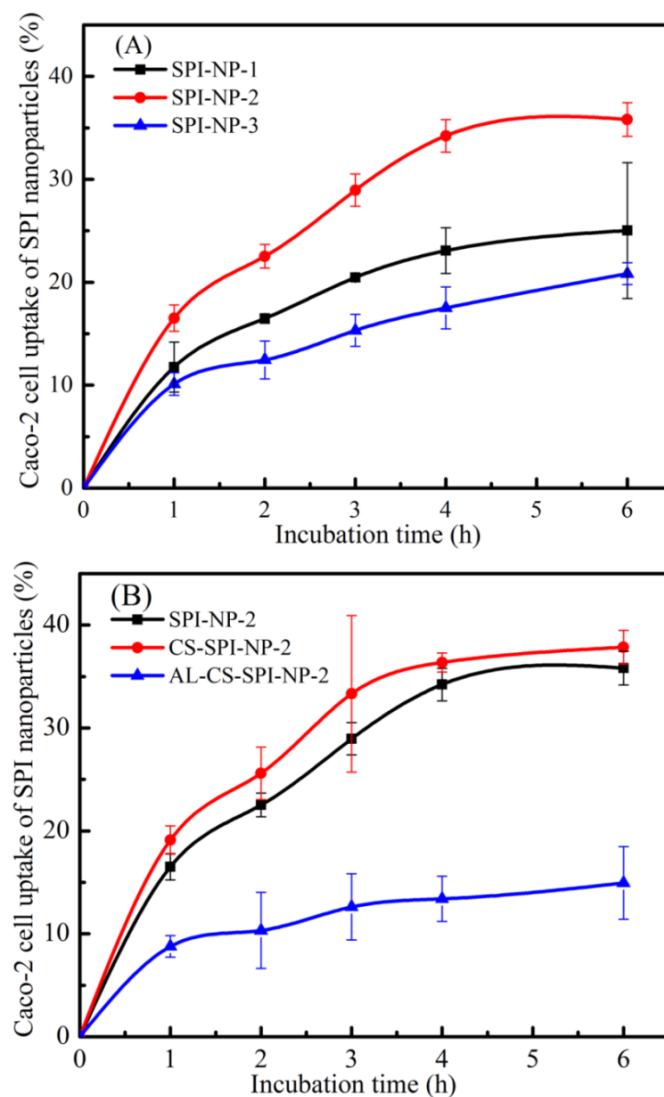 (A)
SPI-NP-1
SPI-NP-2
SPI-NP-3
Caco-2 cell uptake of SPI nanoparticles (%)
40
30
20
10
0
0 1 2 3 4 5 6
Incubation time (h)
(B)
SPI-NP-2
CS-SPI-NP-2
AL-CS-SPI-NP-2
Caco-2 cell uptake of SPI nanoparticles (%)
40
30
20
10
0
0 1 2 3 4 5 6
Incubation time (h)